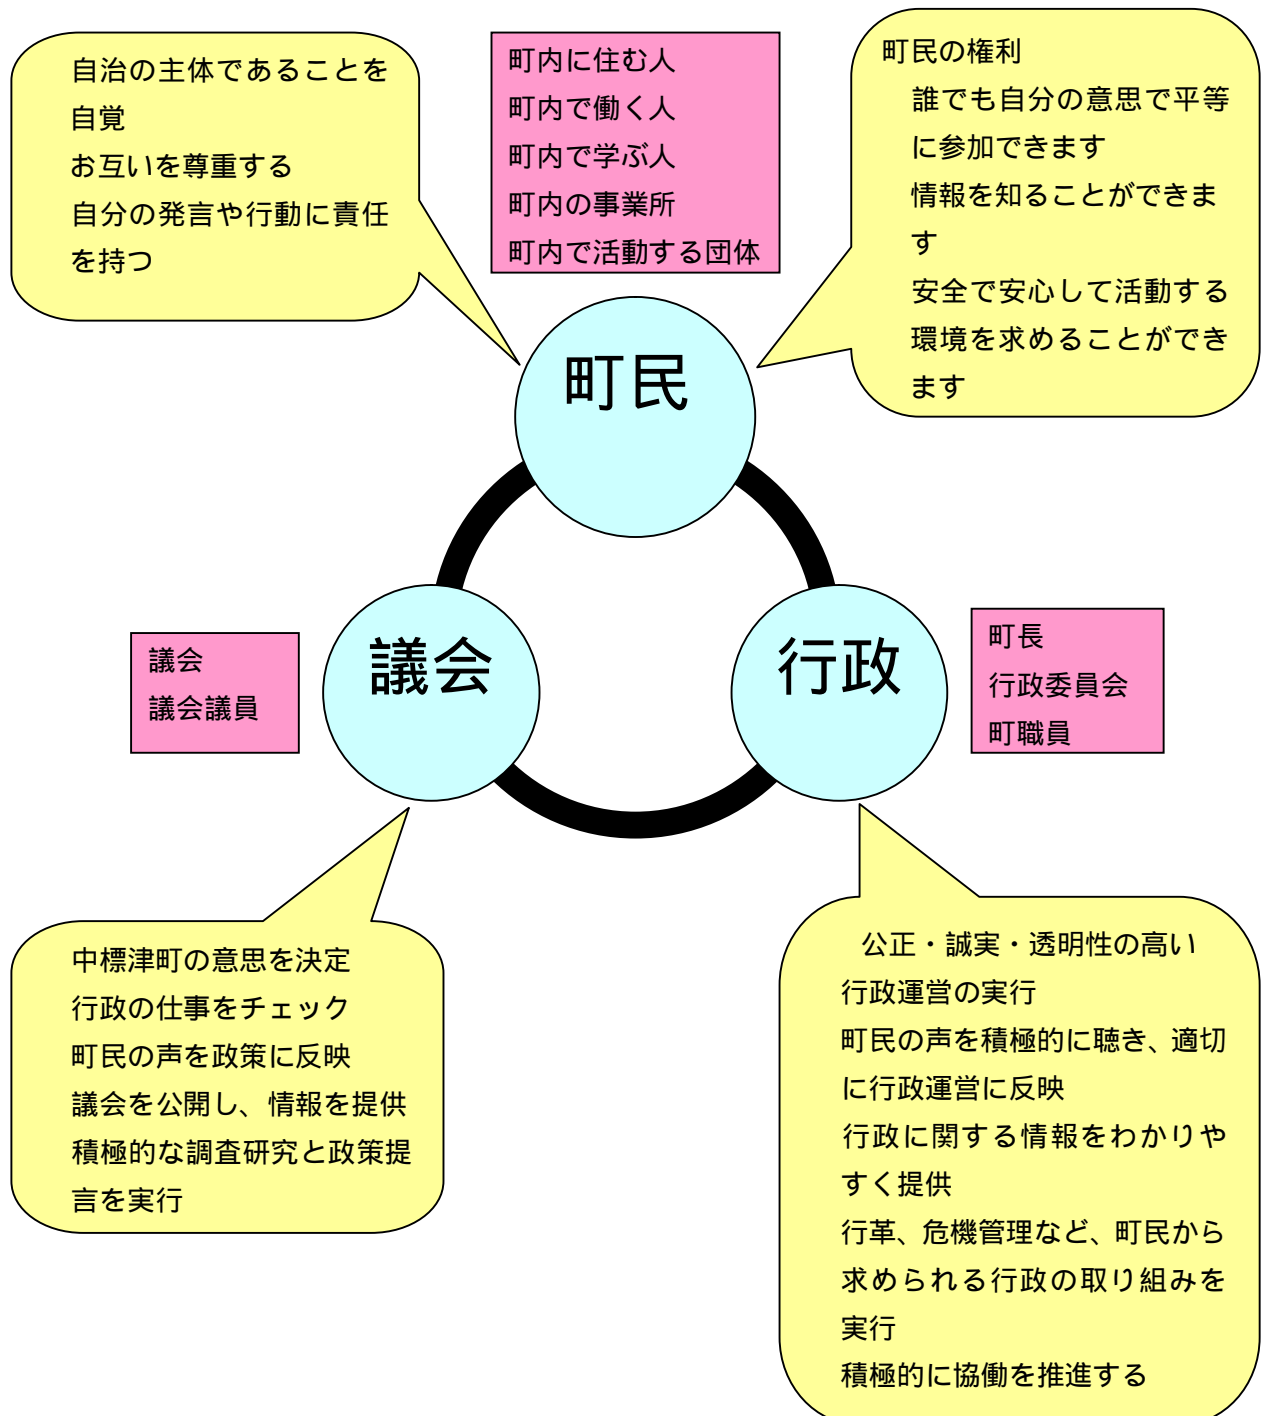 自治の主体であることを
自覚
お互いを尊重する
自分の発言や行動に責任
を持つ
町内に住む人
町内で働く人
町内で学ぶ人
町内の事業所
町内で活動する団体
町民の権利
誰でも自分の意思で平等
に参加できます
情報を知ることができま
す
安全で安心して活動する
環境を求めることができ
ます
町民
議会
議会議員
議会
行政
町長
行政委員会
町職員
中標津町の意思を決定
行政の仕事をチェック
町民の声を政策に反映
議会を公開し、情報を提供
積極的な調査研究と政策提
言を実行
公正・誠実・透明性の高い
行政運営の実行
町民の声を積極的に聴き、適切
に行政運営に反映
行政に関する情報をわかりや
すく提供
行革、危機管理など、町民から
求められる行政の取り組みを
実行
積極的に協働を推進する